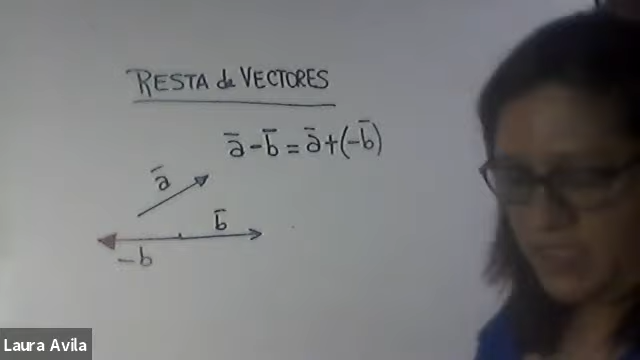 RESTA de VECTORES
a̅ - b̅ = a̅ + (-b̅)
a̅
b̅
-b
Laura Avila